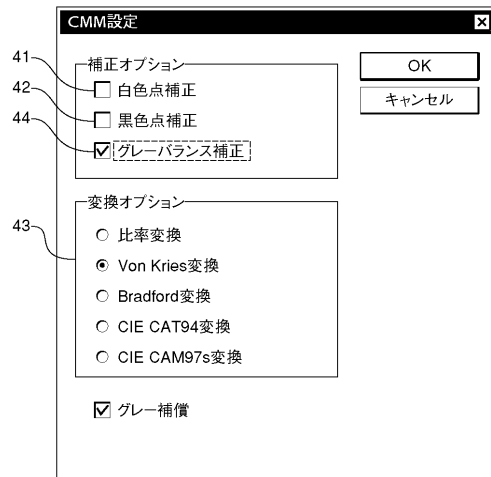 CMM設定
41
補正オプション
OK
42
白色点補正
キャンセル
44
黒色点補正
グレーバランス補正
43
変換オプション
比率変換
Von Kries変換
Bradford変換
CIE CAT94変換
CIE CAM97s変換
グレー補償